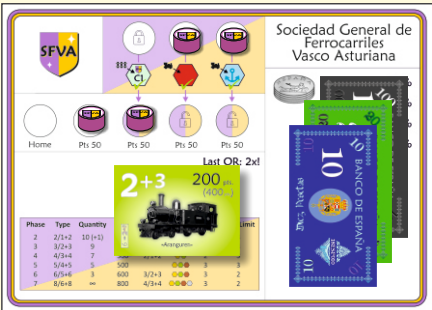 SFVA
Sociedad General de
Ferrocarriles
Vasco Asturiana
C1
Home
Pts 50
Pts 50
Pts 50
Pts 50
Last OR: 2x!
2+3
200 pts.
«Aranguren»
Phase Type Quantity
2 2/1+2 10 (+1)
3 3/2+3 9
4 4/3+4 7
5 5/4+5 5 500 3 3
6 6/5+6 3 600 3/2+3 3 2
7 8/6+8 ∞ 800 4/3+4 3 2
Limit
10
10
10
BANCO DE ESPAÑA
10